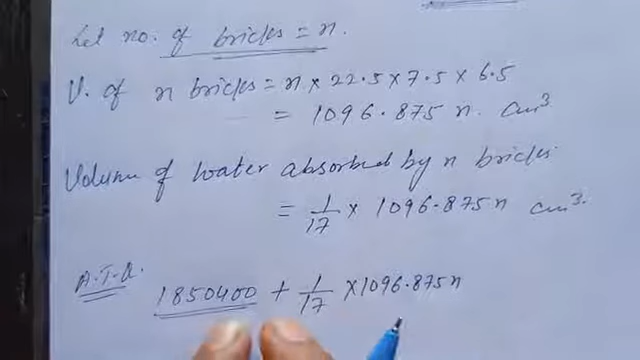 Let no. of bricks = n.
V. of n bricks = n × 22.5 × 7.5 × 6.5
= 1096.875 n. cm³
Volume of water absorbed by n bricks
= 1/17 × 1096.875 n cm³.
A.T.Q.
1850400 + 1/17 × 1096.875 n